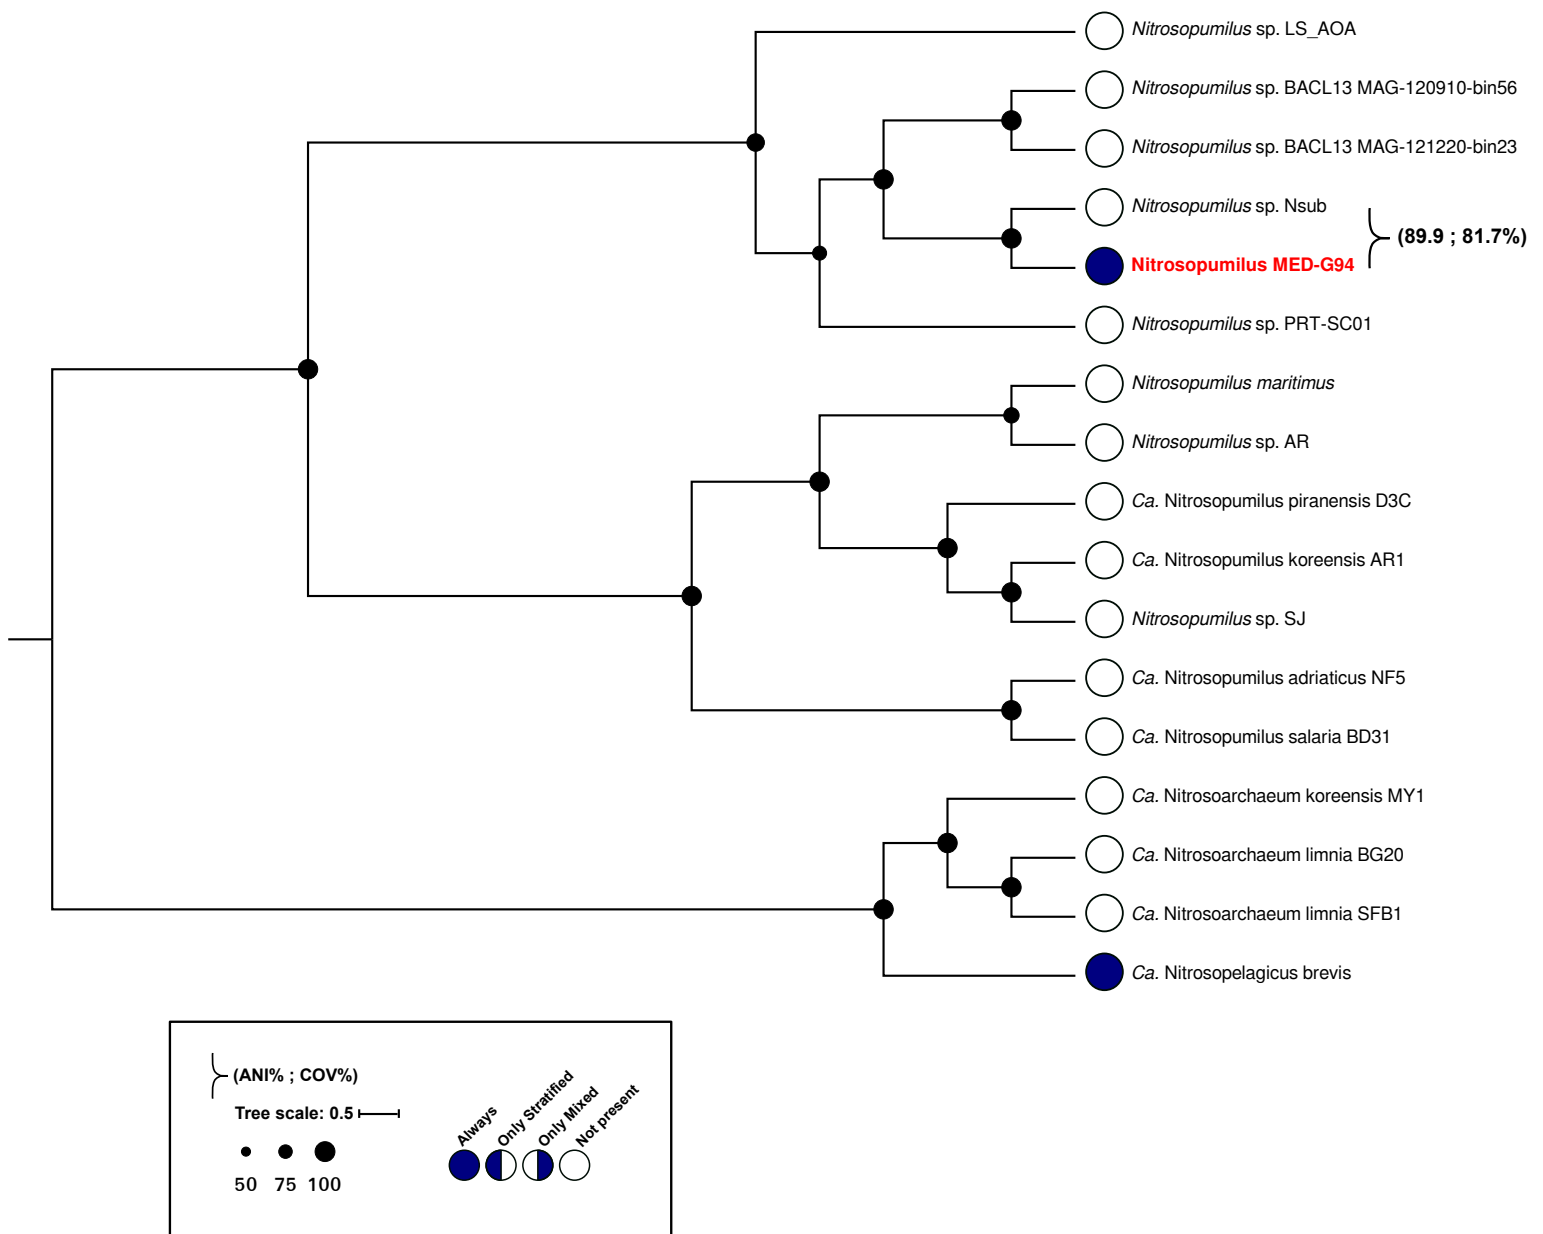 Nitrosopumilus sp. LS_AOA
Nitrosopumilus sp. BACL13 MAG-120910-bin56
Nitrosopumilus sp. BACL13 MAG-121220-bin23
Nitrosopumilus sp. Nsub
(89.9 ; 81.7%)
Nitrosopumilus MED-G94
Nitrosopumilus sp. PRT-SC01
Nitrosopumilus maritimus
Nitrosopumilus sp. AR
Ca. Nitrosopumilus piranensis D3C
Ca. Nitrosopumilus koreensis AR1
Nitrosopumilus sp. SJ
Ca. Nitrosopumilus adriaticus NF5
Ca. Nitrosopumilus salaria BD31
Ca. Nitrosoarchaeum koreensis MY1
Ca. Nitrosoarchaeum limnia BG20
Ca. Nitrosoarchaeum limnia SFB1
Ca. Nitrosopelagicus brevis
(ANI% ; COV%)
Tree scale: 0.5
50 75 100
Always
Only Stratified
Only Mixed
Not present